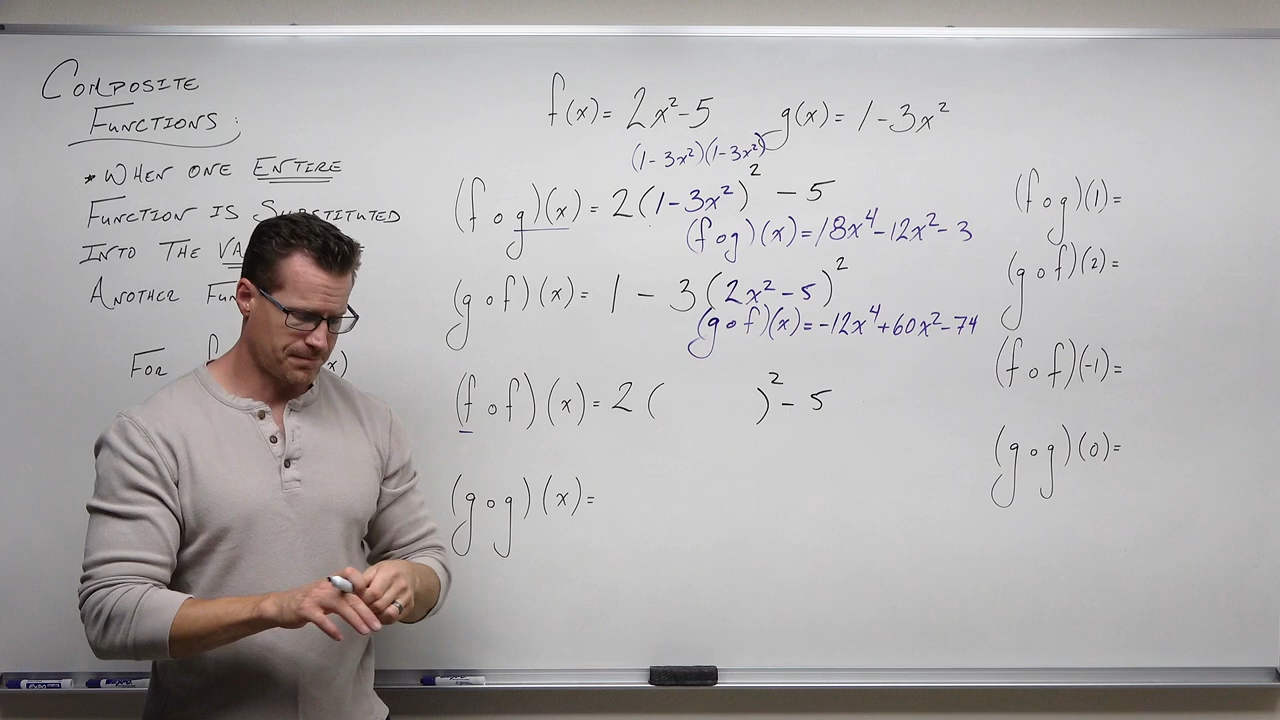 COMPOSITE
FUNCTIONS:
* WHEN ONE ENTIRE
FUNCTION IS SUBSTITUTED
INTO THE
ANOTHER
FOR
f(x)= 2x²-5 g(x)= 1-3x²
(1-3x²)(1-3x²)
(f∘g)(x) = 2(1-3x²)² - 5
(f∘g)(x)=18x⁴-12x²-3
(g∘f)(x)= 1 - 3(2x²-5)²
(g∘f)(x)=-12x⁴+60x²-74
(f∘f)(x)= 2( )²- 5
(g∘g)(x)=
(f∘g)(1)=
(g∘f)(2)=
(f∘f)(-1)=
(g∘g)(0)=